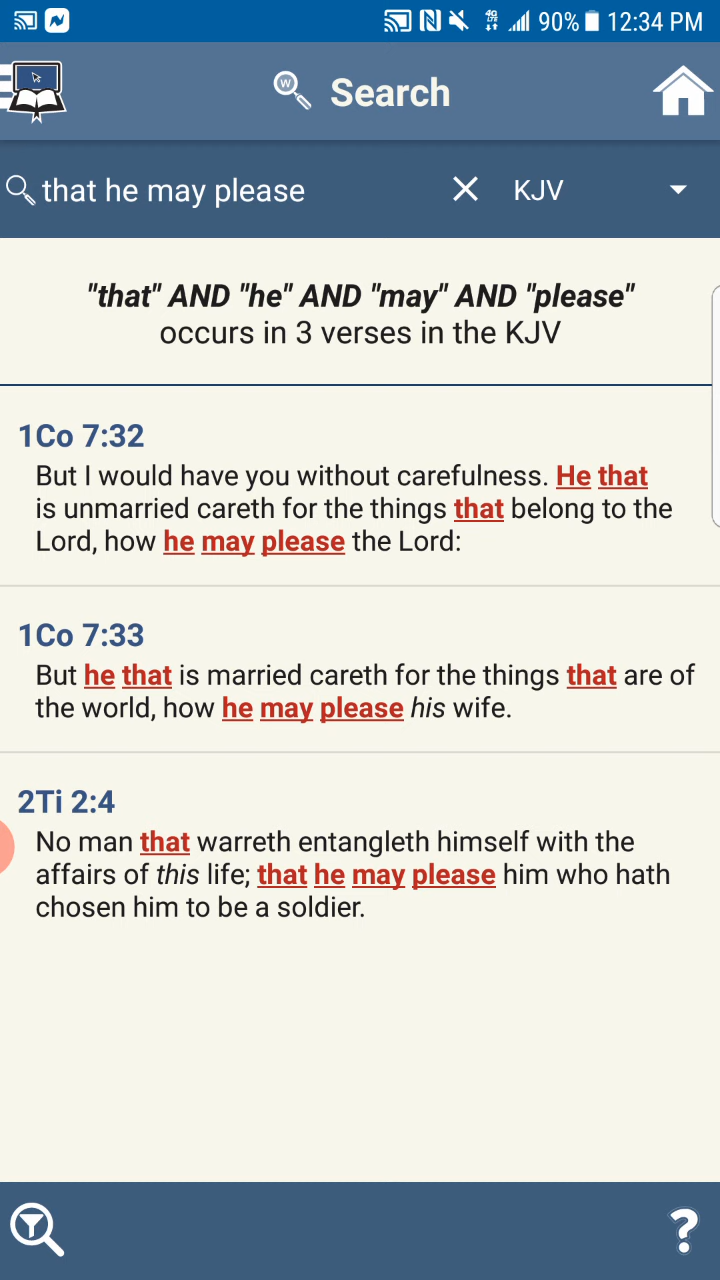 4G LTE 90% 12:34 PM
W Search
that he may please KJV
"that" AND "he" AND "may" AND "please"
occurs in 3 verses in the KJV
1Co 7:32
But I would have you without carefulness. He that
is unmarried careth for the things that belong to the
Lord, how he may please the Lord:
1Co 7:33
But he that is married careth for the things that are of
the world, how he may please his wife.
2Ti 2:4
No man that warreth entangleth himself with the
affairs of this life; that he may please him who hath
chosen him to be a soldier.
?